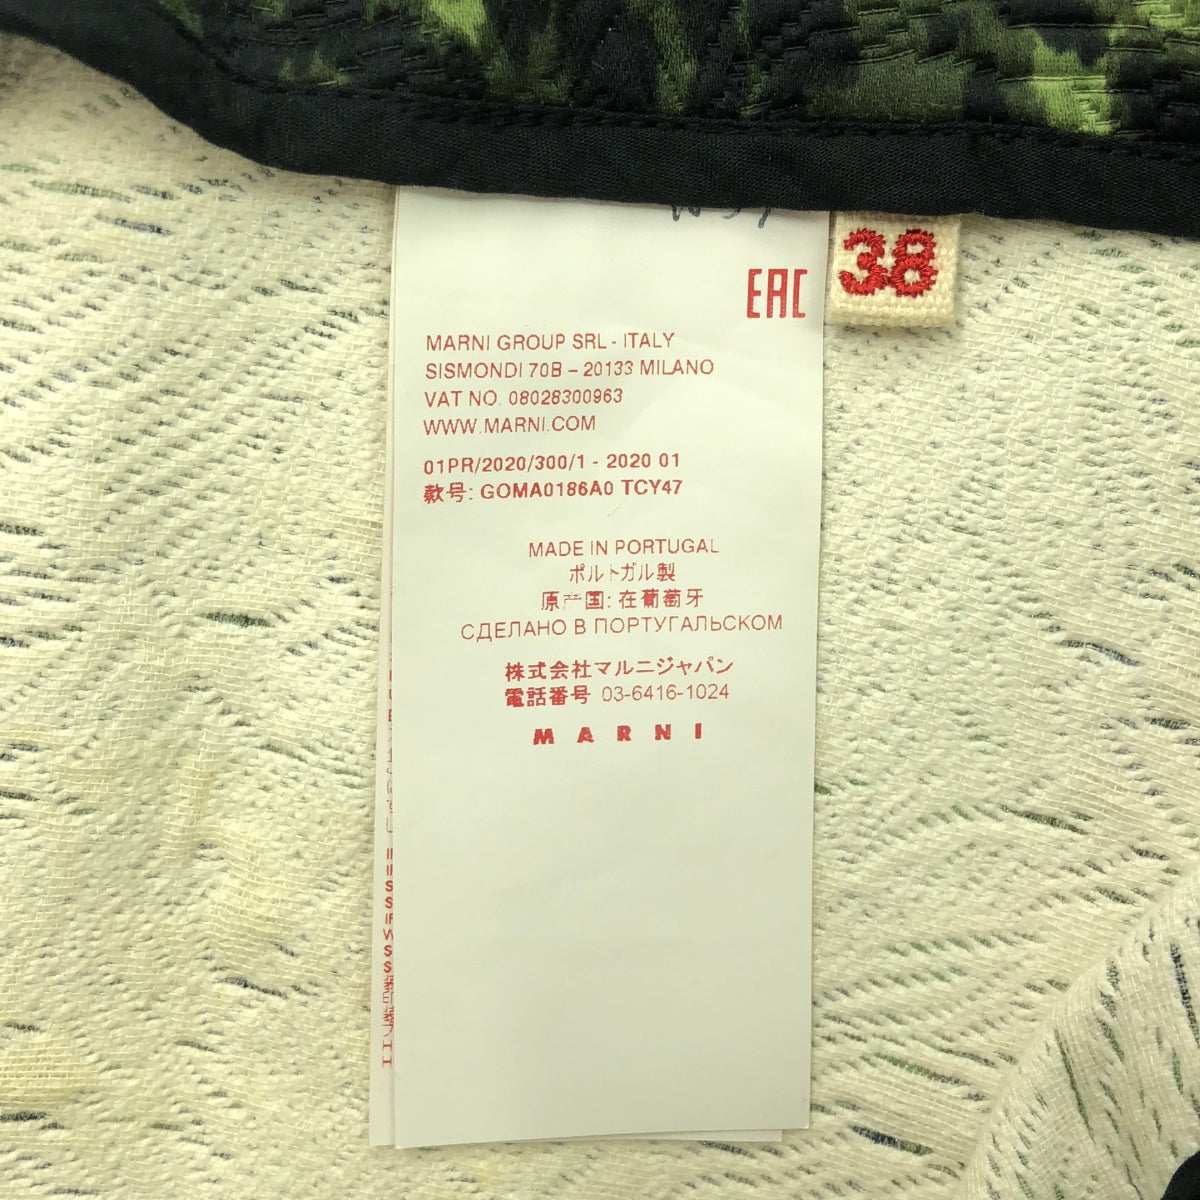 38
EAC
MARNI GROUP SRL - ITALY
SISMONDI 70B – 20133 MILANO
VAT NO. 08028300963
WWW.MARNI.COM
01PR/2020/300/1 - 2020 01
款号: GOMA0186A0 TCY47
MADE IN PORTUGAL
ポルトガル製
原产国: 在葡萄牙
СДЕЛАНО В ПОРТУГАЛЬСКОМ
株式会社マルニジャパン
電話番号 03-6416-1024
MARNI